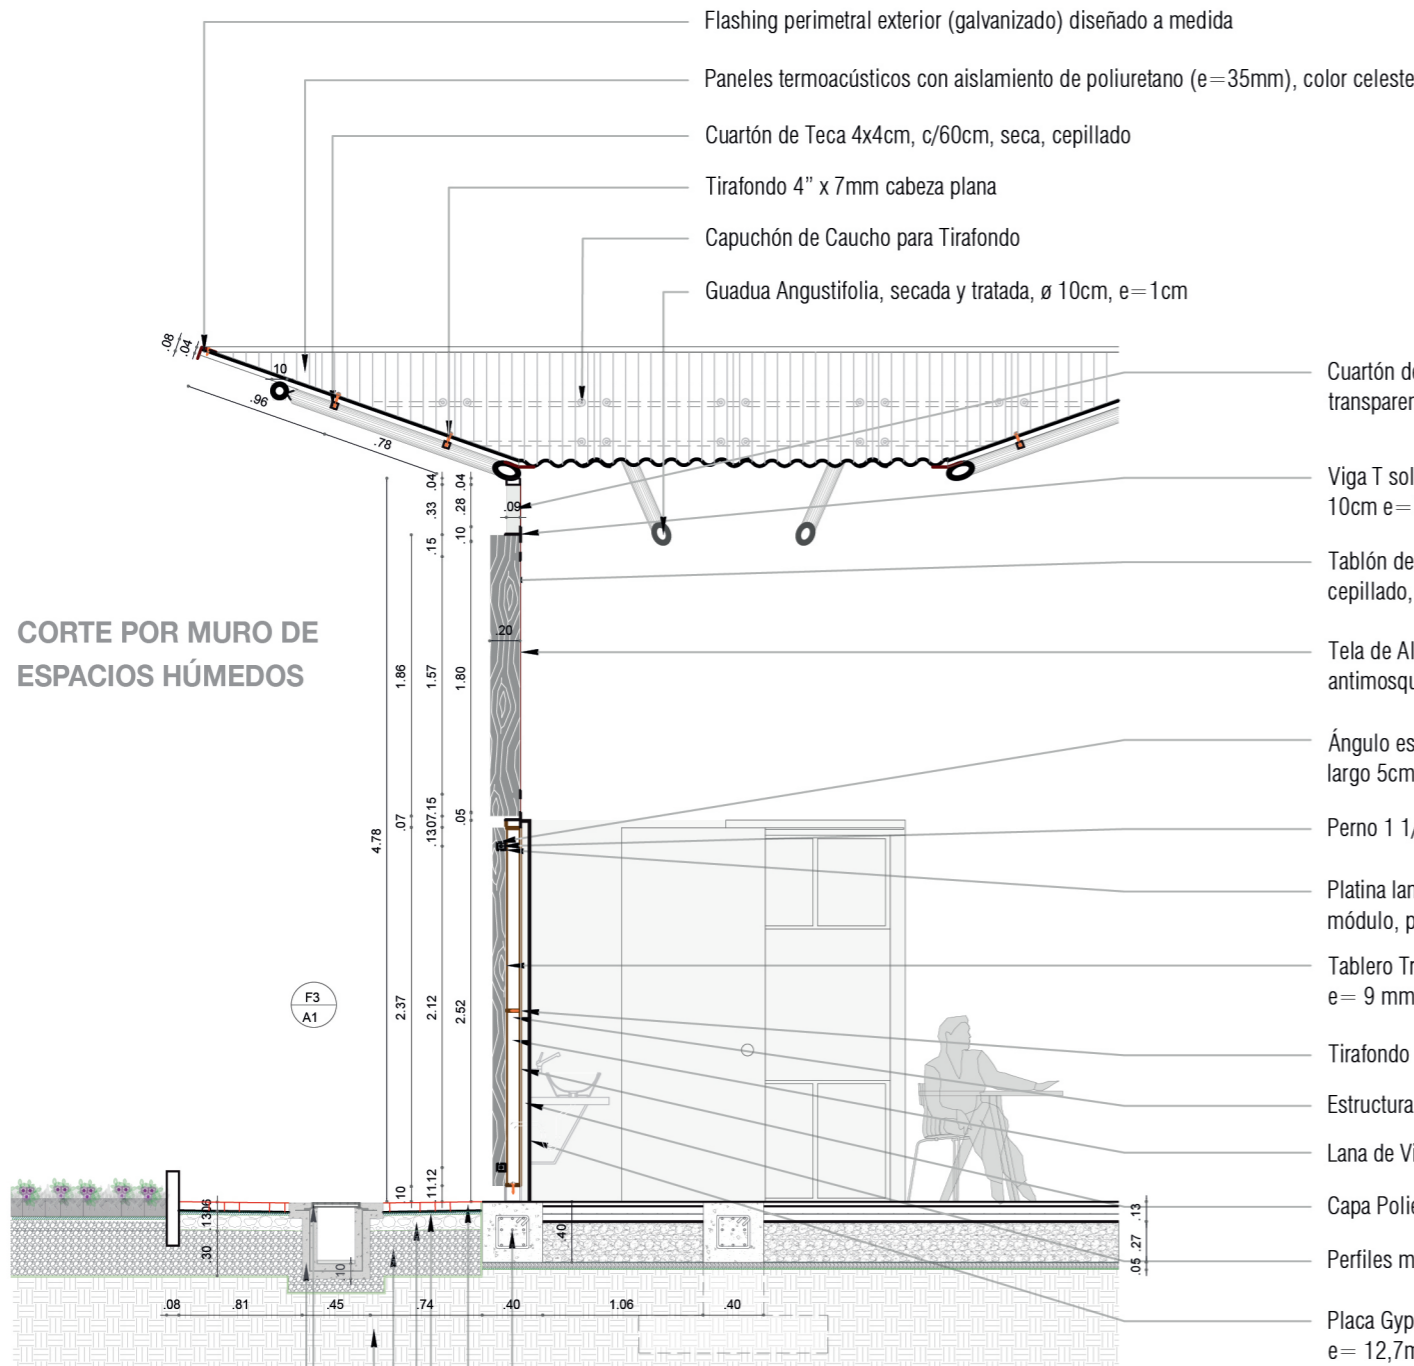 Flashing perimetral exterior (galvanizado) diseñado a medida
Paneles termoacústicos con aislamiento de poliuretano (e=35mm), color celeste
Cuartón de Teca 4x4cm, c/60cm, seca, cepillado
Tirafondo 4" x 7mm cabeza plana
Capuchón de Caucho para Tirafondo
Guadua Angustifolia, secada y tratada, ø 10cm, e=1cm
.08
.04
10
.96
.78
Cuartón de
transparen
Viga T sol
10cm e=
Tablón de
cepillado,
Tela de Al
antimosqu
Ángulo es
largo 5cm
Perno 1 1/
Platina lam
módulo, p
Tablero Tr
e= 9 mm
Tirafondo
Estructura
Lana de Vi
Capa Polie
Perfiles m
Placa Gyp
e= 12,7m
CORTE POR MURO DE
ESPACIOS HÚMEDOS
.04
.04
.33
.28
.09
.15
.10
.20
1.86
1.57
1.80
.15
.07
.07
.05
.13
4.78
2.37
2.12
2.52
F3
A1
10
.12
.11
.06
.13
.30
10
.40
.13
.27
.05
.08
.81
.45
.74
.40
1.06
.40